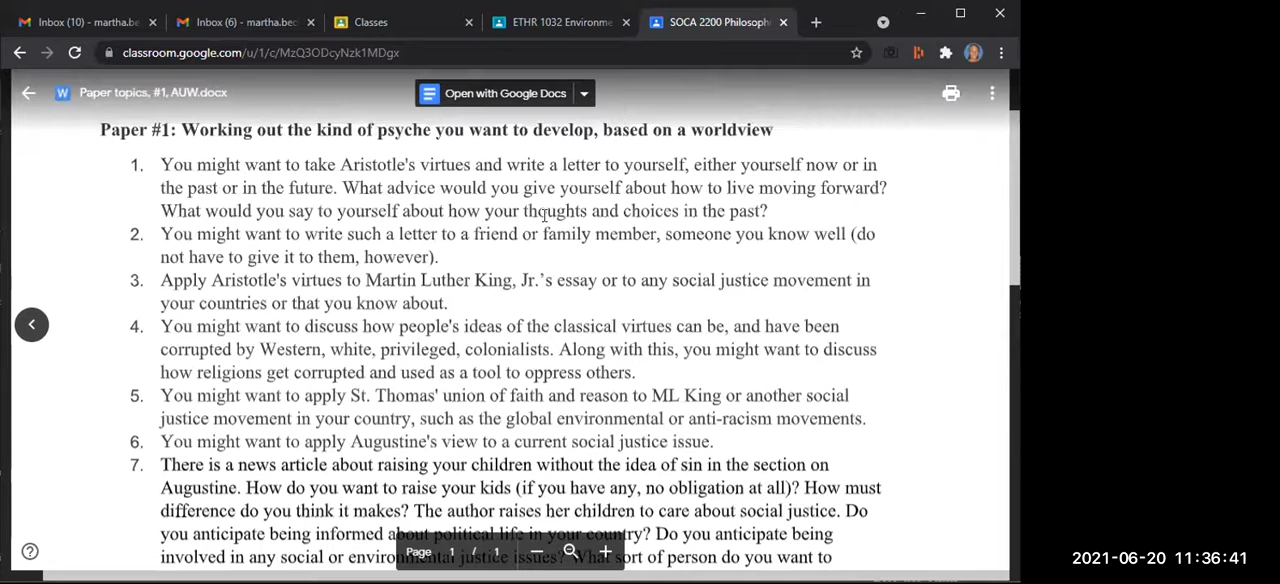 Inbox (10) - martha.be
Inbox (6) - martha.bec
Classes
ETHR 1032 Environme
SOCA 2200 Philosoph
classroom.google.com/u/1/c/MzQ3ODcyNzk1MDgx
Paper topics, #1, AUW.docx
Open with Google Docs
Paper #1: Working out the kind of psyche you want to develop, based on a worldview
1. You might want to take Aristotle's virtues and write a letter to yourself, either yourself now or in
the past or in the future. What advice would you give yourself about how to live moving forward?
What would you say to yourself about how your thoughts and choices in the past?
2. You might want to write such a letter to a friend or family member, someone you know well (do
not have to give it to them, however).
3. Apply Aristotle's virtues to Martin Luther King, Jr.'s essay or to any social justice movement in
your countries or that you know about.
4. You might want to discuss how people's ideas of the classical virtues can be, and have been
corrupted by Western, white, privileged, colonialists. Along with this, you might want to discuss
how religions get corrupted and used as a tool to oppress others.
5. You might want to apply St. Thomas' union of faith and reason to ML King or another social
justice movement in your country, such as the global environmental or anti-racism movements.
6. You might want to apply Augustine's view to a current social justice issue.
7. There is a news article about raising your children without the idea of sin in the section on
Augustine. How do you want to raise your kids (if you have any, no obligation at all)? How must
difference do you think it makes? The author raises her children to care about social justice. Do
you anticipate being informed about political life in your country? Do you anticipate being
involved in any social or environmental justice issues? What sort of person do you want to
Page 1 / 1
2021-06-20 11:36:41